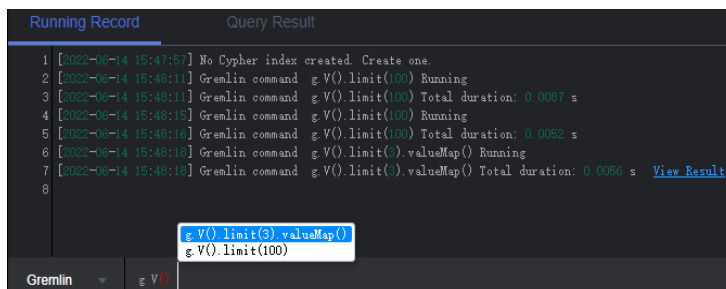 Running Record Query Result
1 [2022-06-14 15:47:57] No Cypher index created. Create one.
2 [2022-06-14 15:48:11] Gremlin command g.V().limit(100) Running
3 [2022-06-14 15:48:11] Gremlin command g.V().limit(100) Total duration: 0.0087 s
4 [2022-06-14 15:48:15] Gremlin command g.V().limit(100) Running
5 [2022-06-14 15:48:16] Gremlin command g.V().limit(100) Total duration: 0.0052 s
6 [2022-06-14 15:48:18] Gremlin command g.V().limit(3).valueMap() Running
7 [2022-06-14 15:48:18] Gremlin command g.V().limit(3).valueMap() Total duration: 0.0056 s View Result
8
g.V().limit(3).valueMap()
g.V().limit(100)
Gremlin g V()